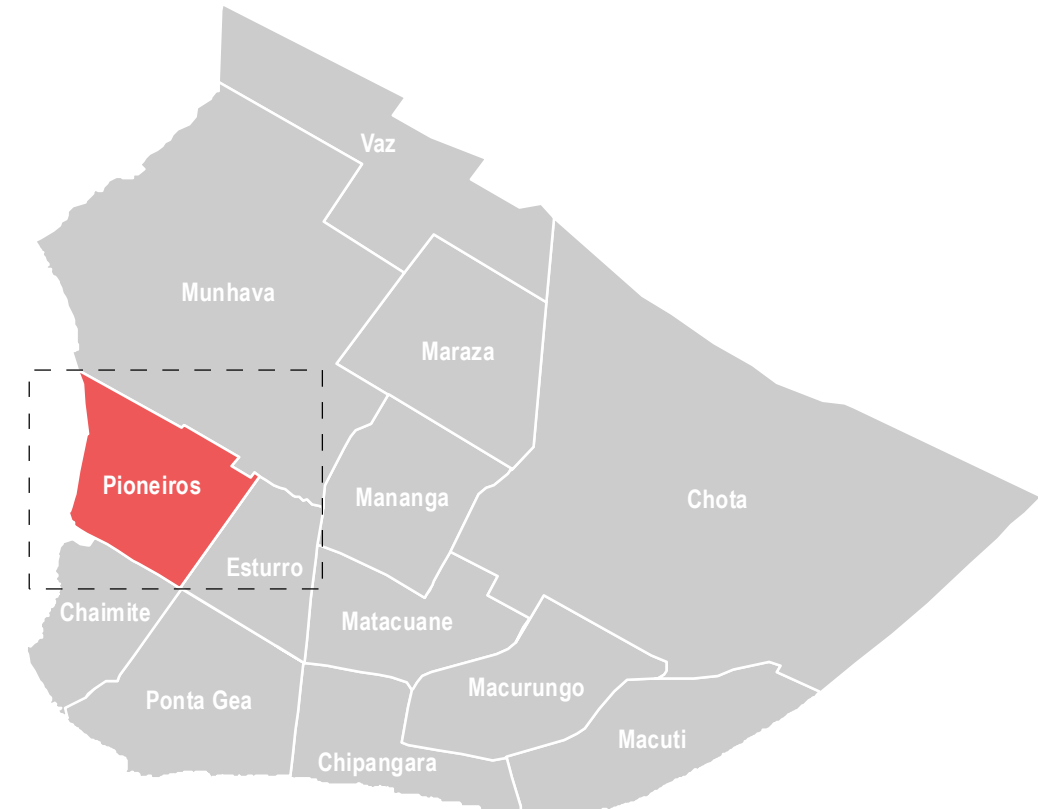 Vaz
Munhava
Maraza
Pioneiros
Mananga
Chota
Esturro
Chaimite
Matacuane
Ponta Gea
Macurungo
Macuti
Chipangara